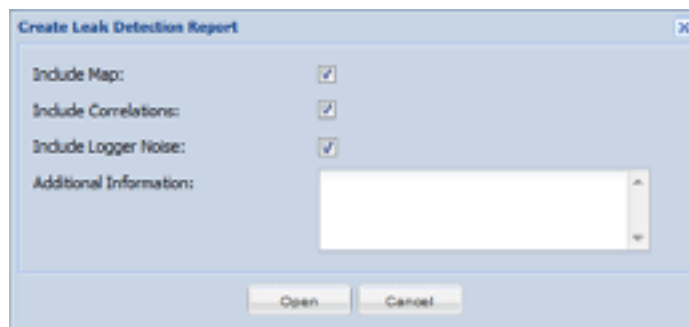 Create Leak Detection Report
Include Map:
Include Correlations:
Include Logger Noise:
Additional Information:
Open
Cancel